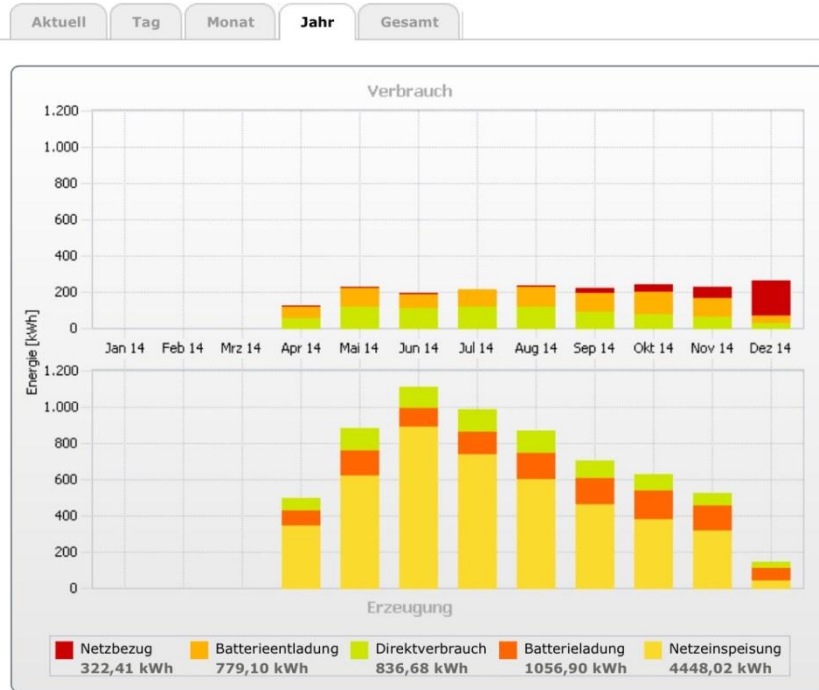 Aktuell Tag Monat Jahr Gesamt
Verbrauch
1.200
1.000
800
600
400
200
0
Jan 14 Feb 14 Mrz 14 Apr 14 Mai 14 Jun 14 Jul 14 Aug 14 Sep 14 Okt 14 Nov 14 Dez 14
Energie [kWh]
1.200
1.000
800
600
400
200
0
Erzeugung
Netzbezug Batterieentladung Direktverbrauch Batterieladung Netzeinspeisung
322,41 kWh 779,10 kWh 836,68 kWh 1056,90 kWh 4448,02 kWh